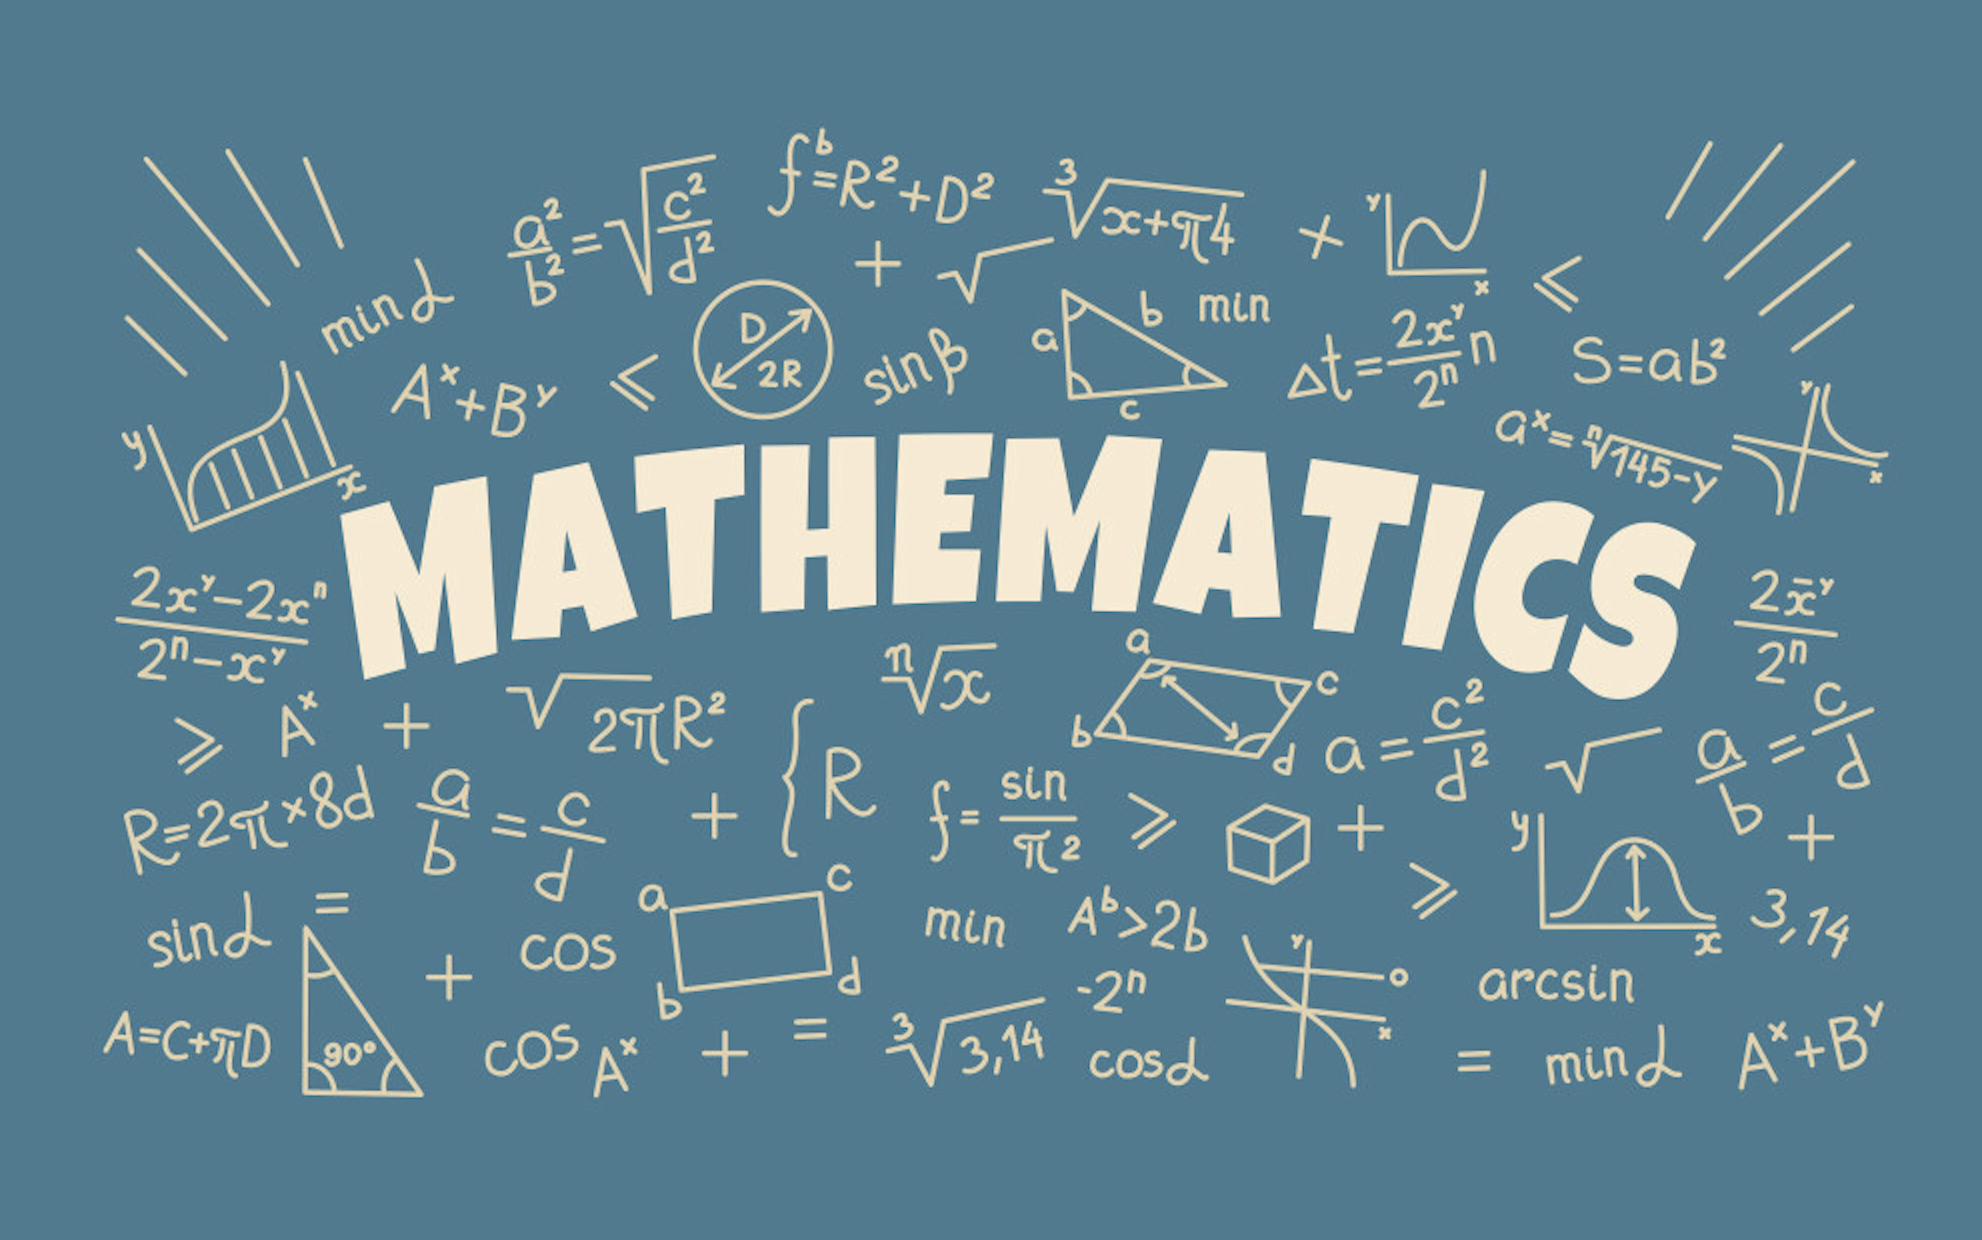 a²/b² = √(c²/d²)
f^b = R² + D²
³√(x+π4)
+
y
x
≤
min α
+
√
D
2R
sin β
a
b
c
min
Δt = 2x^y/2^n n
S = ab²
A^x + B^y
≤
a^x = ⁿ√(145-y)
y
x
y
x
MATHEMATICS
2x^y - 2x^n / 2^n - x^y
2x̄^y / 2^n
≥
A^x
+
√ 2πR²
{ R
ⁿ√x
a
c
b
d
a = c²/d²
√
a/b = c/d
R=2π×8d
a/b = c/d
+
f = sin/π²
≥
+
≥
y
x
+
3,14
sin α
=
+
cos
a
c
b
d
min
A^b > 2b
-2^n
y
o
x
arcsin
A=C+πD
90°
cos
A^x
+
=
³√3,14
cos α
=
min α
A^x + B^y